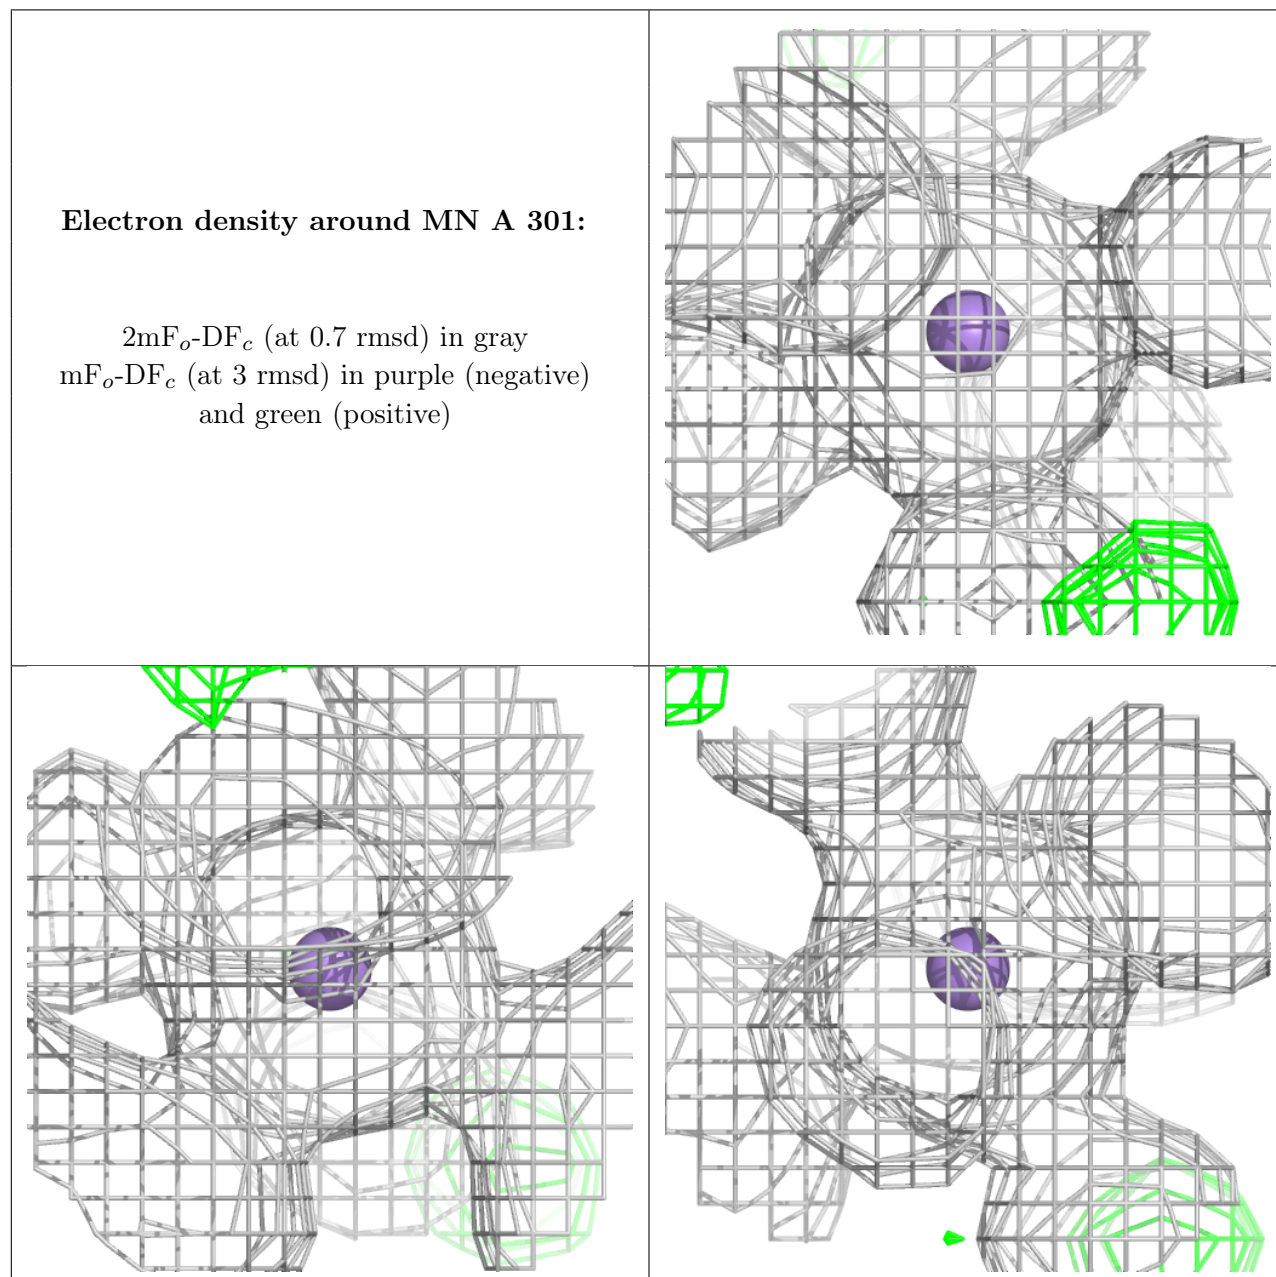 Electron density around MN A 301:
2mFo-DFc (at 0.7 rmsd) in gray
mFo-DFc (at 3 rmsd) in purple (negative)
and green (positive)